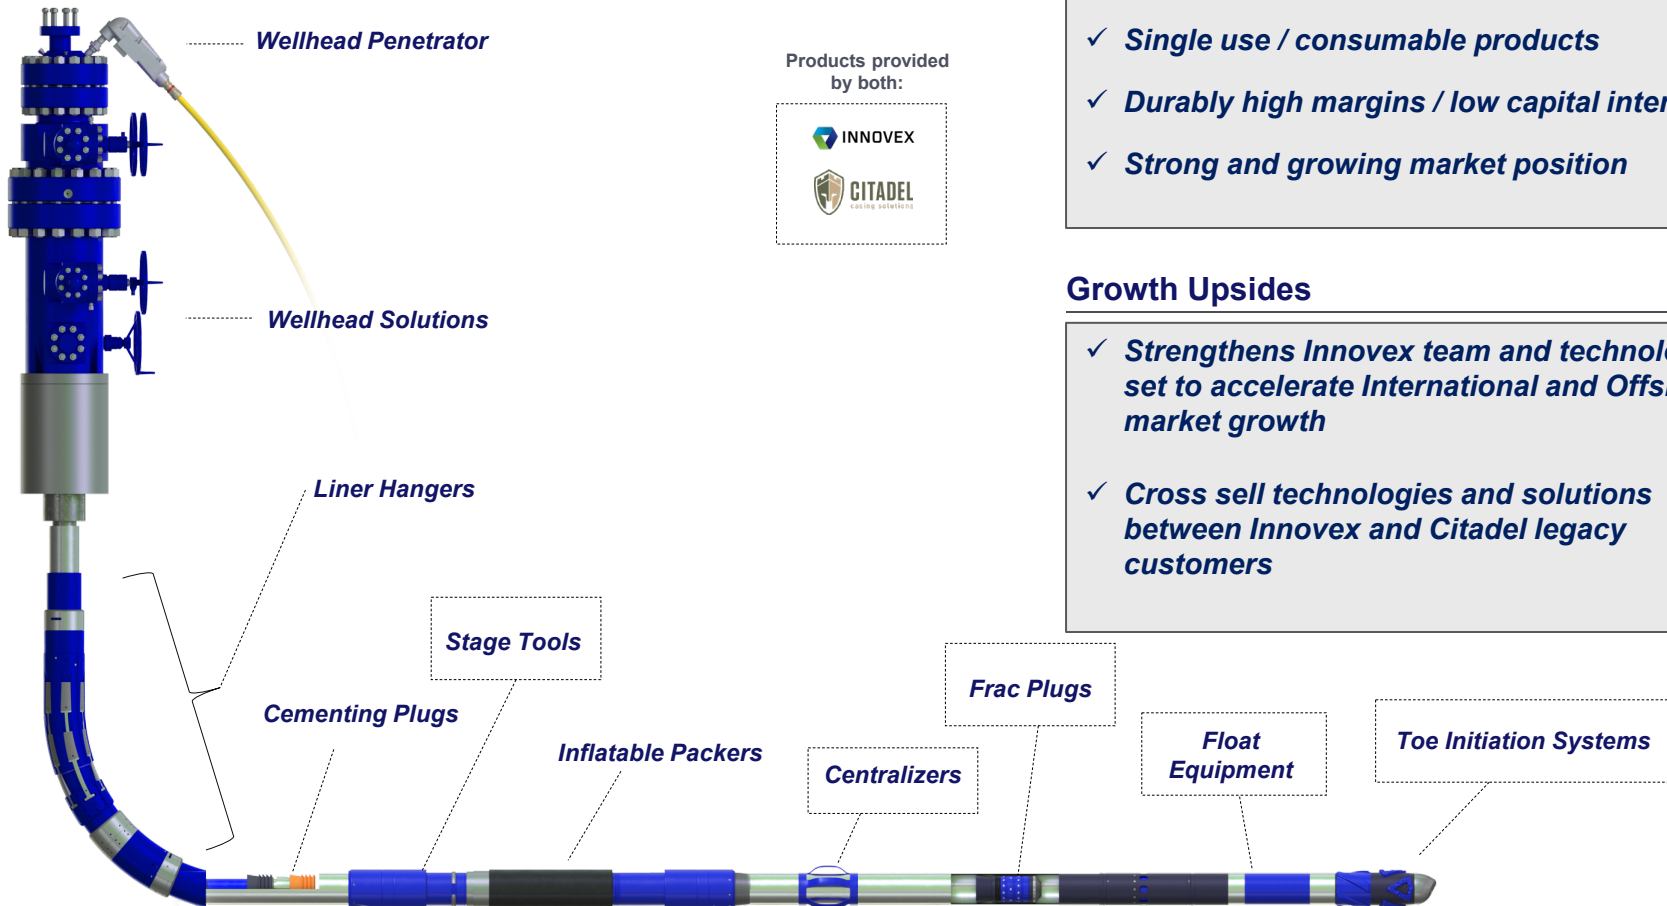 Wellhead Penetrator
Products provided
by both:
INNOVEX
CITADEL
casing solutions
Wellhead Solutions
Liner Hangers
Stage Tools
Cementing Plugs
Inflatable Packers
Centralizers
Frac Plugs
Float
Equipment
Toe Initiation Systems
✓ Single use / consumable products
✓ Durably high margins / low capital inter
✓ Strong and growing market position
Growth Upsides
✓ Strengthens Innovex team and technol
set to accelerate International and Offs
market growth
✓ Cross sell technologies and solutions
between Innovex and Citadel legacy
customers